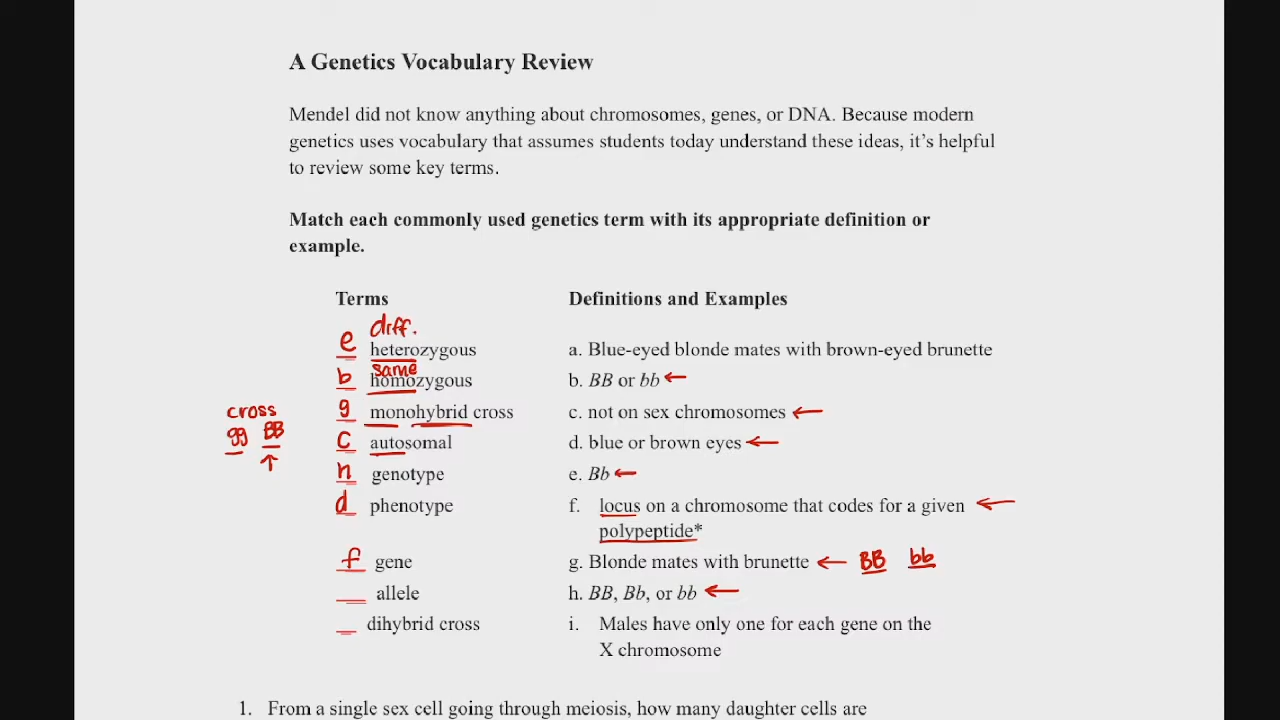 A Genetics Vocabulary Review
Mendel did not know anything about chromosomes, genes, or DNA. Because modern
genetics uses vocabulary that assumes students today understand these ideas, it's helpful
to review some key terms.
Match each commonly used genetics term with its appropriate definition or
example.
Terms
Definitions and Examples
diff.
e heterozygous
a. Blue-eyed blonde mates with brown-eyed brunette
same
b homozygous
b. BB or bb ←
g monohybrid cross
c. not on sex chromosomes ←
cross
gg BB
↑
c autosomal
d. blue or brown eyes ←
h genotype
e. Bb ←
d phenotype
f. locus on a chromosome that codes for a given ←
polypeptide*
f gene
g. Blonde mates with brunette ← BB bb
__ allele
h. BB, Bb, or bb ←
__ dihybrid cross
i. Males have only one for each gene on the
X chromosome
1. From a single sex cell going through meiosis, how many daughter cells are